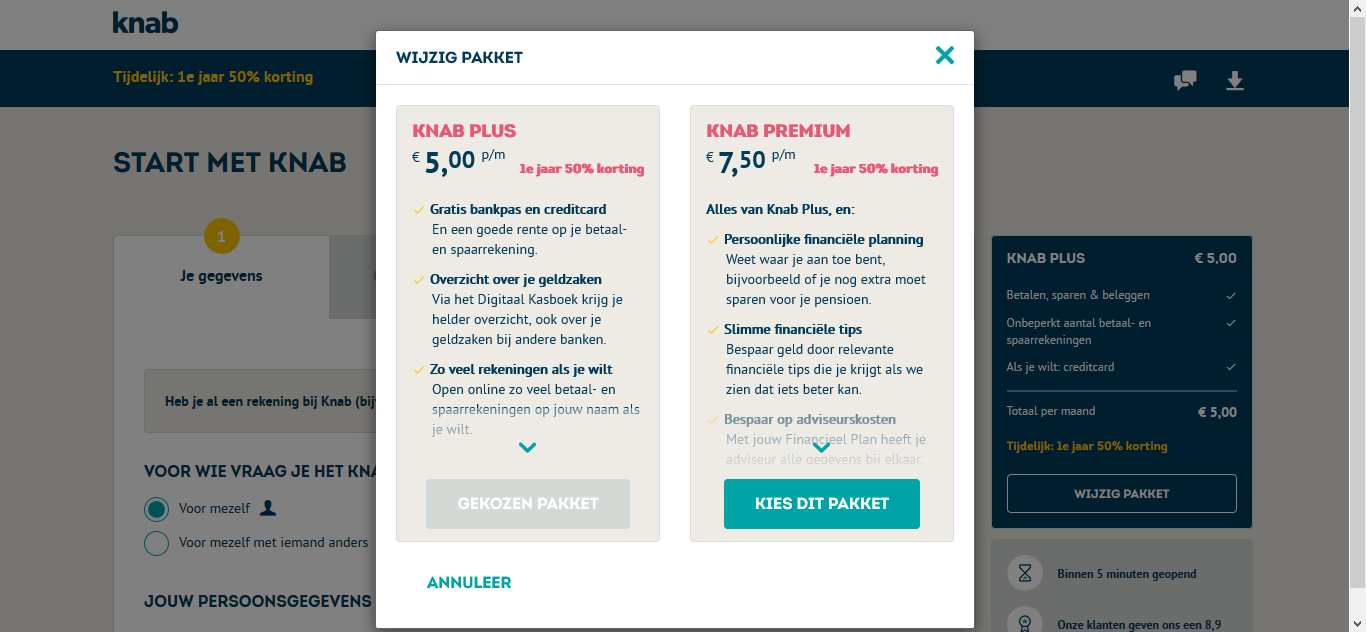 knab
Tijdelijk: 1e jaar 50% korting
START MET KNAB
1
Je gegevens
Heb je al een rekening bij Knab (bij
VOOR WIE VRAAG JE HET KNA
Voor mezelf
Voor mezelf met iemand anders
JOUW PERSOONSGEGEVENS
WIJZIG PAKKET
KNAB PLUS
€ 5,00 p/m
1e jaar 50% korting
Gratis bankpas en creditcard
En een goede rente op je betaal-
en spaarrekening.
Overzicht over je geldzaken
Via het Digitaal Kasboek krijg je
helder overzicht, ook over je
geldzaken bij andere banken.
Zo veel rekeningen als je wilt
Open online zo veel betaal- en
spaarrekeningen op jouw naam als
je wilt.
GEKOZEN PAKKET
KNAB PREMIUM
€ 7,50 p/m
1e jaar 50% korting
Alles van Knab Plus, en:
Persoonlijke financiële planning
Weet waar je aan toe bent,
bijvoorbeeld of je nog extra moet
sparen voor je pensioen.
Slimme financiële tips
Bespaar geld door relevante
financiële tips die je krijgt als we
zien dat iets beter kan.
Bespaar op adviseurskosten
Met jouw Financieel Plan heeft je
adviseur alle gegevens bij elkaar.
KIES DIT PAKKET
ANNULEER
KNAB PLUS € 5,00
Betalen, sparen & beleggen
Onbeperkt aantal betaal- en
spaarrekeningen
Als je wilt: creditcard
Totaal per maand € 5,00
Tijdelijk: 1e jaar 50% korting
WIJZIG PAKKET
Binnen 5 minuten geopend
Onze klanten geven ons een 8,9